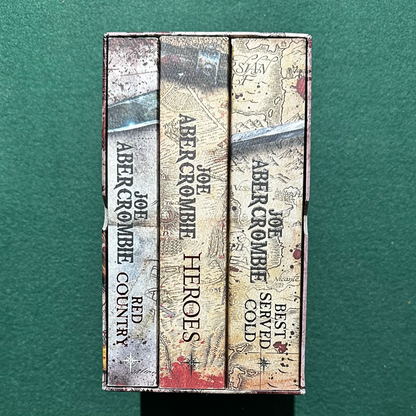 JOE
ABERCROMBIE
RED
COUNTRY
JOE
ABERCROMBIE
HEROES
JOE
ABERCROMBIE
BEST
SERVED
COLD